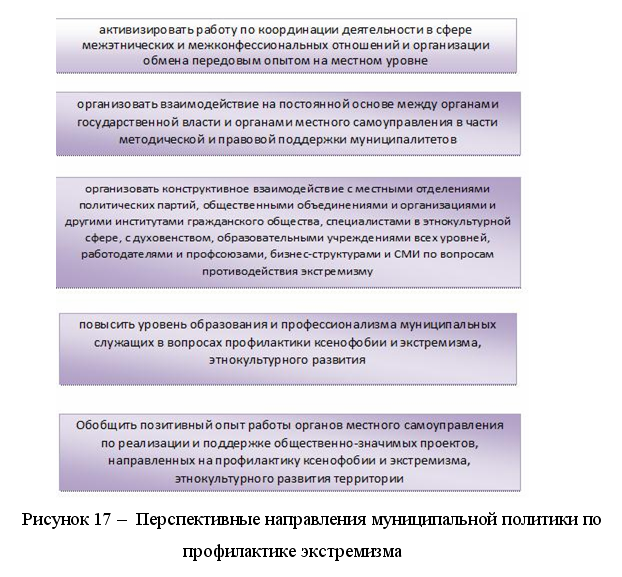 активизировать работу по координации деятельности в сфере
межэтнических и межконфессиональных отношений и организации
обмена передовым опытом на местном уровне
организовать взаимодействие на постоянной основе между органами
государственной власти и органами местного самоуправления в части
методической и правовой поддержки муниципалитетов
организовать конструктивное взаимодействие с местными отделениями
политических партий, общественными объединениями и организациями и
другими институтами гражданского общества, специалистами в этнокультурной
сфере, с духовенством, образовательными учреждениями всех уровней,
работодателями и профсоюзами, бизнес-структурами и СМИ по вопросам
противодействия экстремизму
повысить уровень образования и профессионализма муниципальных
служащих в вопросах профилактики ксенофобии и экстремизма,
этнокультурного развития
Обобщить позитивный опыт работы органов местного самоуправления
по реализации и поддержке общественно-значимых проектов,
направленных на профилактику ксенофобии и экстремизма,
этнокультурного развития территории
Рисунок 17 – Перспективные направления муниципальной политики по
профилактике экстремизма